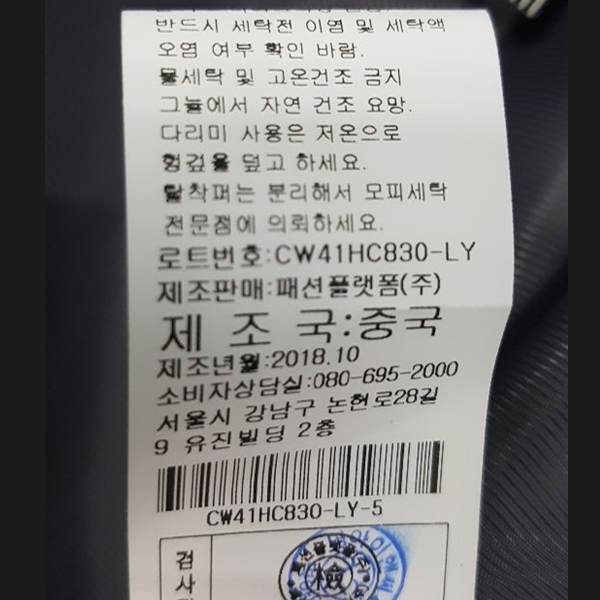 반드시 세탁전 이염 및 세탁액
오염 여부 확인 바람.
물세탁 및 고온건조 금지
그늘에서 자연 건조 요망.
다리미 사용은 저온으로
헝겊을 덮고 하세요.
탈착퍼는 분리해서 모피세탁
전문점에 의뢰하세요.
로트번호:CW41HC830-LY
제조판매:패션플랫폼(주)
제 조 국:중국
제조년월:2018.10
소비자상담실:080-695-2000
서울시 강남구 논현로28길
9 유진빌딩 2층
CW41HC830-LY-5
검
사
檢